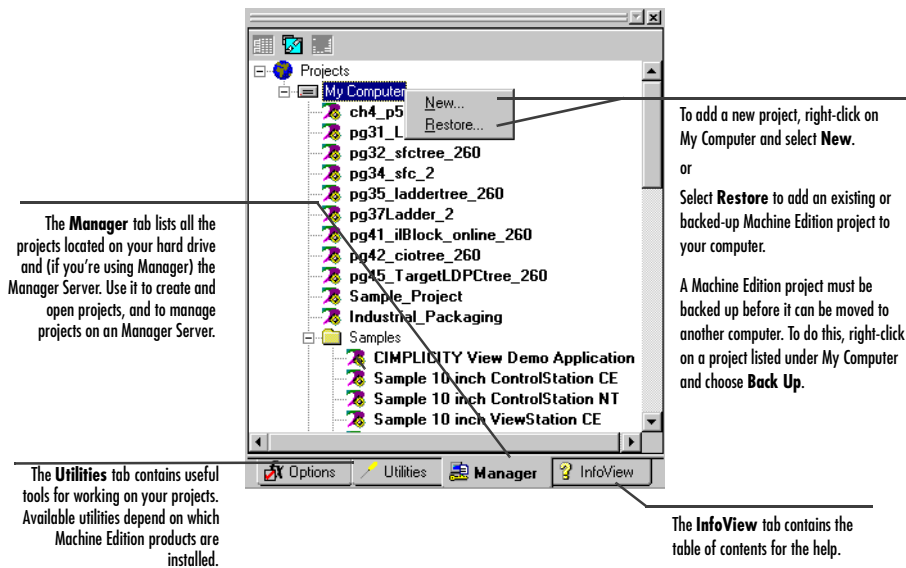 Projects
My Computer
New...
Restore...
ch4_p5
pg31_L
pg32_sfctree_260
pg34_sfc_2
pg35_laddertree_260
pg37Ladder_2
pg41_ilBlock_online_260
pg42_ciotree_260
pg45_TargetLDPCtree_260
Sample_Project
Industrial_Packaging
Samples
CIMPLICITY View Demo Application
Sample 10 inch ControlStation CE
Sample 10 inch ControlStation NT
Sample 10 inch ViewStation CE
Options
Utilities
Manager
InfoView
To add a new project, right-click on
My Computer and select New.
or
Select Restore to add an existing or
backed-up Machine Edition project to
your computer.
A Machine Edition project must be
backed up before it can be moved to
another computer. To do this, right-click
on a project listed under My Computer
and choose Back Up.
The Manager tab lists all the
projects located on your hard drive
and (if you're using Manager) the
Manager Server. Use it to create and
open projects, and to manage
projects on an Manager Server.
The Utilities tab contains useful
tools for working on your projects.
Available utilities depend on which
Machine Edition products are
installed.
The InfoView tab contains the
table of contents for the help.